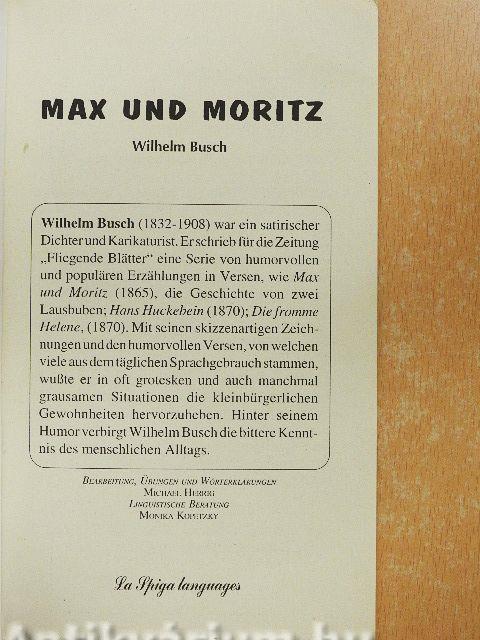 MAX UND MORITZ
Wilhelm Busch
Wilhelm Busch (1832-1908) war ein satirischer
Dichter und Karikaturist. Er schrieb für die Zeitung
„Fliegende Blätter“ eine Serie von humorvollen
und populären Erzählungen in Versen, wie Max
und Moritz (1865), die Geschichte von zwei
Lausbuben; Hans Huckebein (1870); Die fromme
Helene, (1870). Mit seinen skizzenartigen Zeich-
nungen und den humorvollen Versen, von welchen
viele aus dem täglichen Sprachgebrauch stammen,
wußte er in oft grotesken und auch manchmal
grausamen Situationen die kleinbürgerlichen
Gewohnheiten hervorzuheben. Hinter seinem
Humor verbirgt Wilhelm Busch die bittere Kennt-
nis des menschlichen Alltags.
BEARBEITUNG, ÜBUNGEN UND WÖRTERKLÄRUNGEN
MICHAEL HERRIG
LINGUISTISCHE BERATUNG
MONIKA KOPETZKY
La Spiga languages
Antikvárium.hu